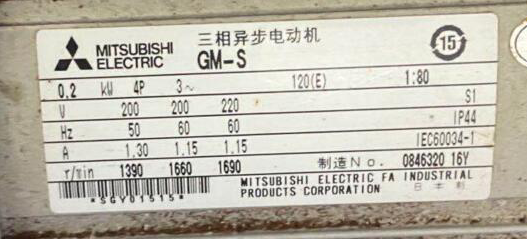 MITSUBISHI
ELECTRIC
三相异步电动机
GM-S
15
0.2 kW 4P 3~ 120(E) 1:80
V 200 200 220 S1
Hz 50 60 60 IP44
A 1.30 1.15 1.15 IEC60034-1
r/min 1390 1660 1690 制造No. 0846320 16Y
*SGY01515*
MITSUBISHI ELECTRIC FA INDUSTRIAL
PRODUCTS CORPORATION 日本制